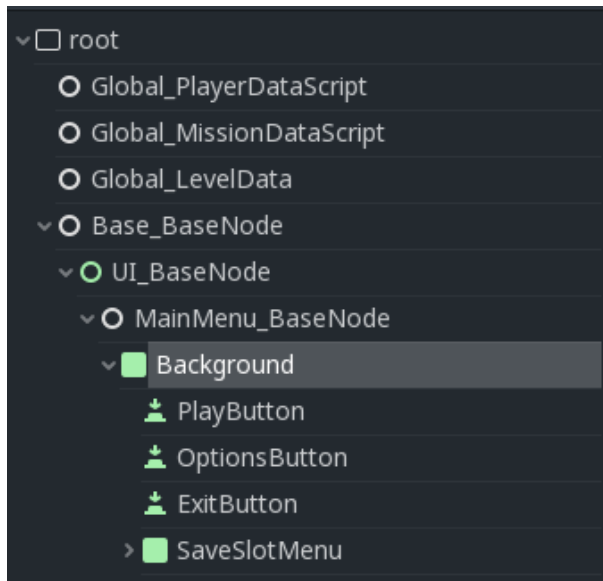 root
Global_PlayerDataScript
Global_MissionDataScript
Global_LevelData
Base_BaseNode
UI_BaseNode
MainMenu_BaseNode
Background
PlayButton
OptionsButton
ExitButton
SaveSlotMenu